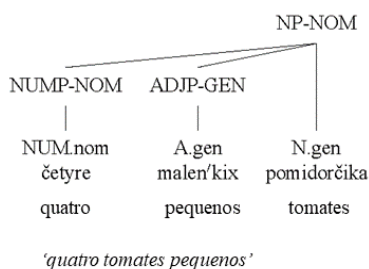 NP-NOM
NUMP-NOM ADJP-GEN
NUM.nom A.gen N.gen
četyre malen'kix pomidorčika
quatro pequenos tomates
‘quatro tomates pequenos’